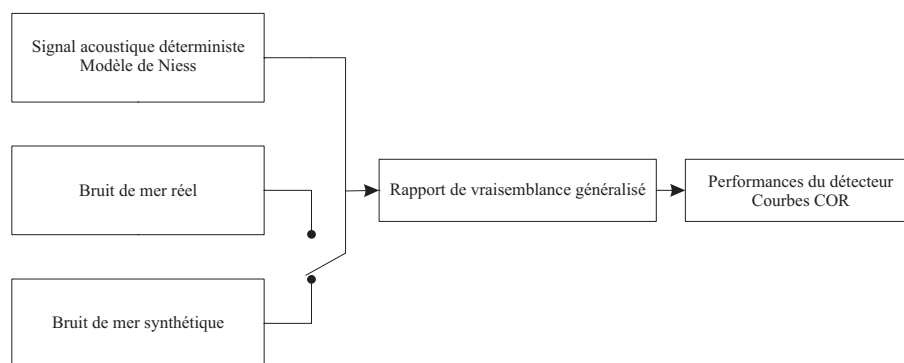 Signal acoustique déterministe
Modèle de Niess
Bruit de mer réel
Rapport de vraisemblance généralisé
Performances du détecteur
Courbes COR
Bruit de mer synthétique